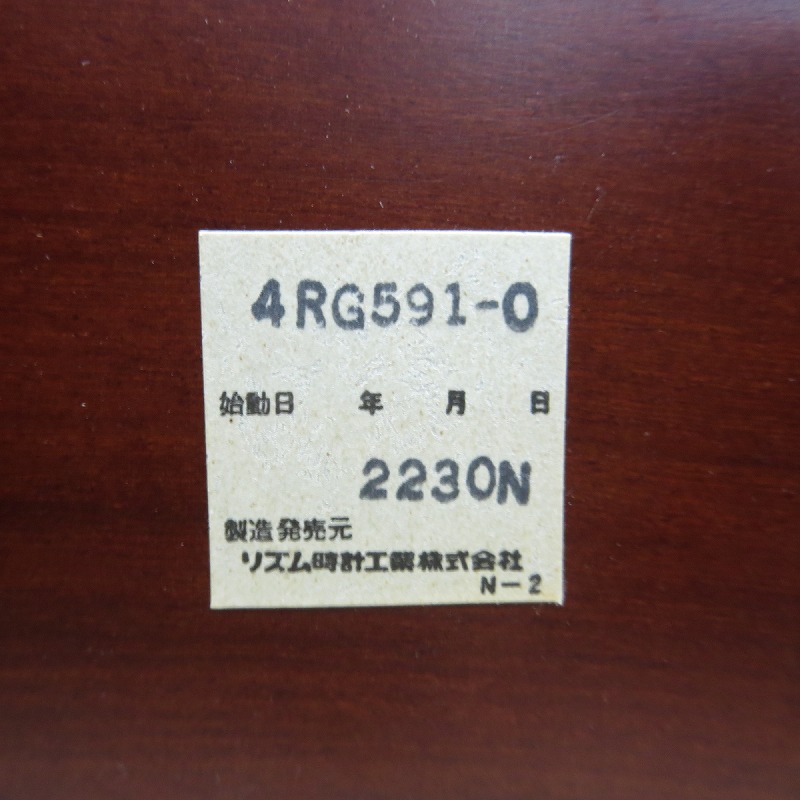 4RG591-0
始動日 年 月 日
2230N
製造発売元
リズム時計工業株式会社
N-2